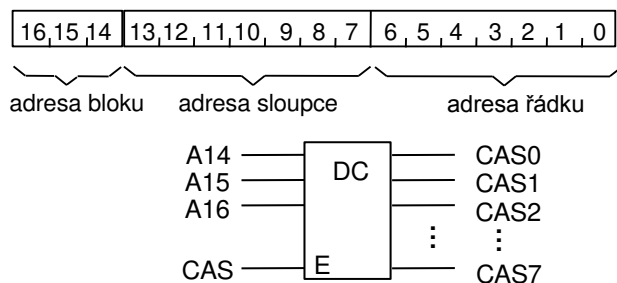 16 15 14 13 12 11 10 9 8 7 6 5 4 3 2 1 0
adresa bloku adresa sloupce adresa řádku
A14 DC CAS0
A15 CAS1
A16 CAS2
⋮ ⋮
CAS E CAS7